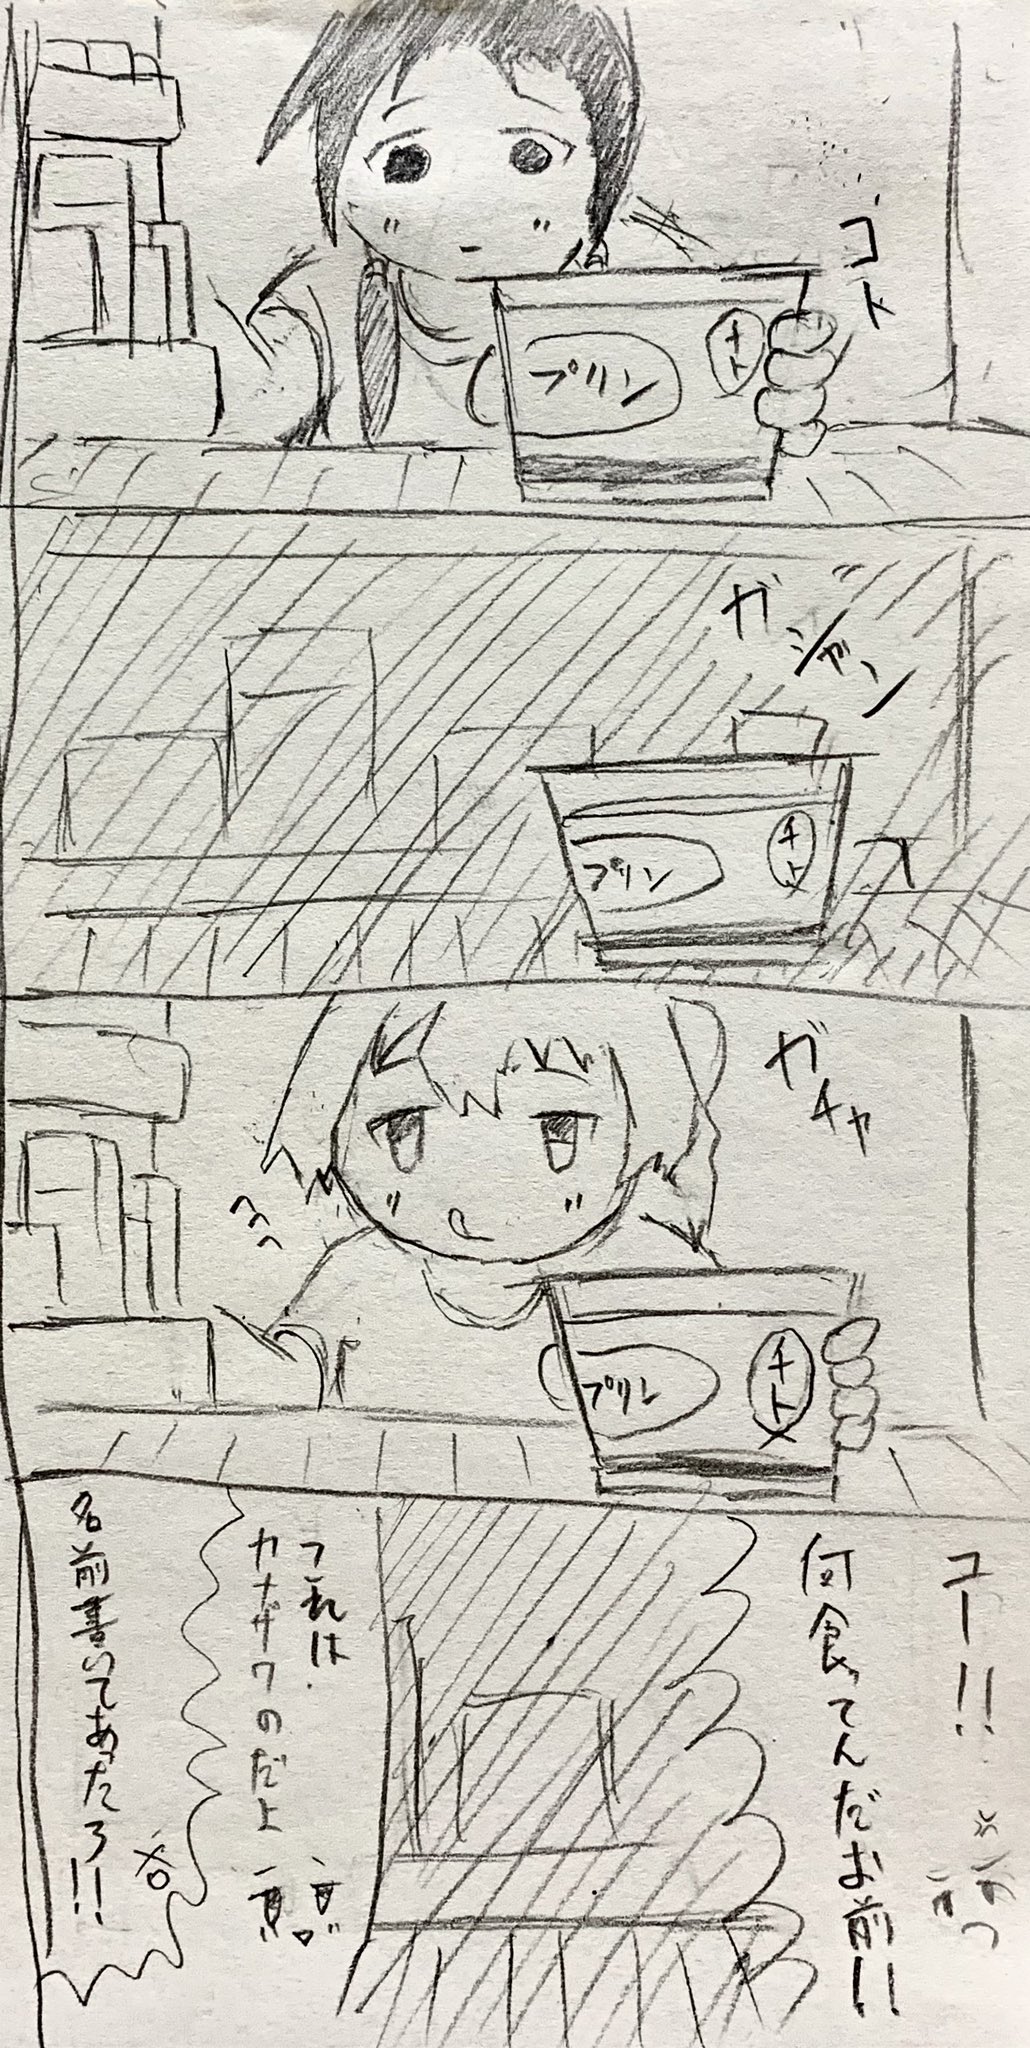 コト
プリン
チト
ガシャン
プリン
チト
ガチャ
プリン
チト
ユー!!
何食ってんだお前!!
これは
カナザワのだよ
名前書いてあったろ!!